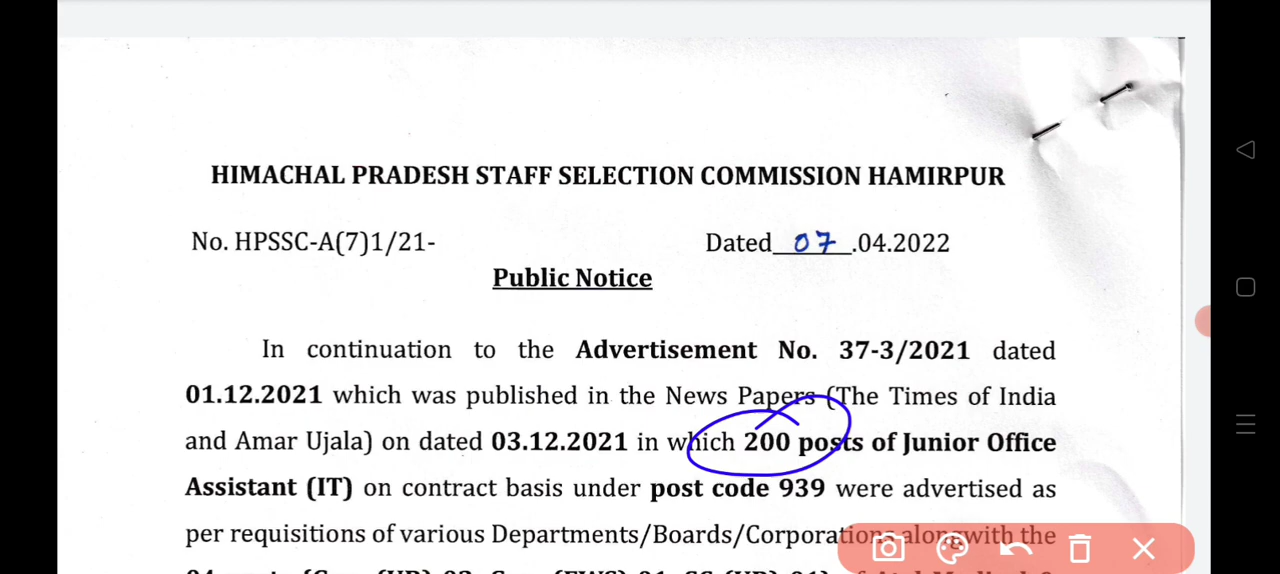 HIMACHAL PRADESH STAFF SELECTION COMMISSION HAMIRPUR
No. HPSSC-A(7)1/21- Dated 07.04.2022
Public Notice
In continuation to the Advertisement No. 37-3/2021 dated
01.12.2021 which was published in the News Papers (The Times of India
and Amar Ujala) on dated 03.12.2021 in which 200 posts of Junior Office
Assistant (IT) on contract basis under post code 939 were advertised as
per requisitions of various Departments/Boards/Corporations alongwith the